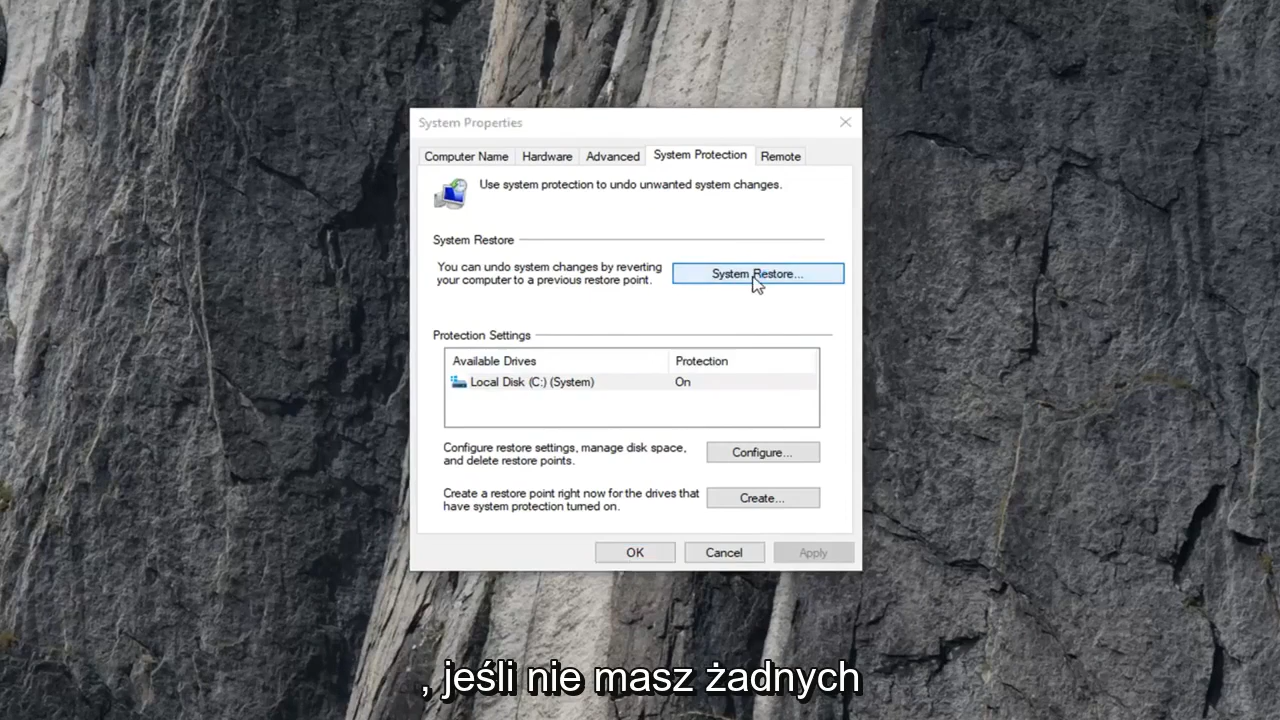 System Properties
Computer Name Hardware Advanced System Protection Remote
Use system protection to undo unwanted system changes.
System Restore
You can undo system changes by reverting
your computer to a previous restore point.
System Restore...
Protection Settings
Available Drives Protection
Local Disk (C:) (System) On
Configure restore settings, manage disk space,
and delete restore points.
Configure...
Create a restore point right now for the drives that
have system protection turned on.
Create...
OK Cancel Apply
, jeśli nie masz żadnych